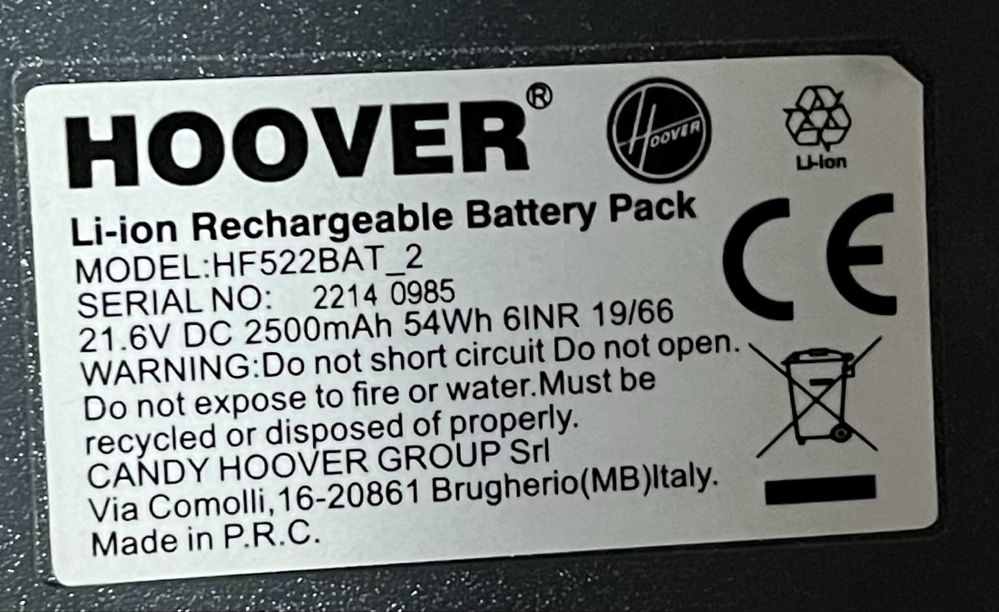 HOOVER®
HOOVER
Li-Ion
Li-ion Rechargeable Battery Pack
MODEL:HF522BAT_2
SERIAL NO: 2214 0985
21.6V DC 2500mAh 54Wh 6INR 19/66
WARNING:Do not short circuit Do not open.
Do not expose to fire or water.Must be
recycled or disposed of properly.
CANDY HOOVER GROUP Srl
Via Comolli,16-20861 Brugherio(MB)Italy.
Made in P.R.C.
CE